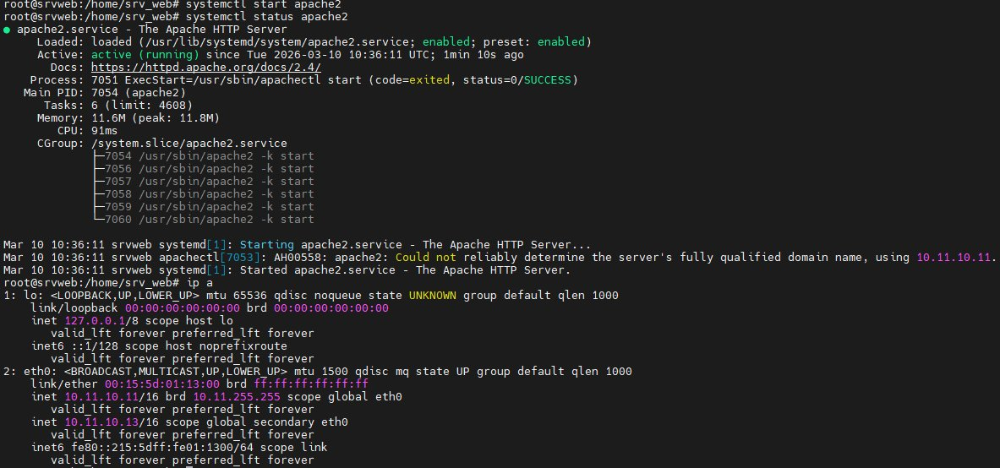 root@srvweb:/home/srv_web# systemctl start apache2
root@srvweb:/home/srv_web# systemctl status apache2
● apache2.service - The Apache HTTP Server
     Loaded: loaded (/usr/lib/systemd/system/apache2.service; enabled; preset: enabled)
     Active: active (running) since Tue 2026-03-10 10:36:11 UTC; 1min 10s ago
       Docs: https://httpd.apache.org/docs/2.4/
    Process: 7051 ExecStart=/usr/sbin/apachectl start (code=exited, status=0/SUCCESS)
   Main PID: 7054 (apache2)
      Tasks: 6 (limit: 4608)
     Memory: 11.6M (peak: 11.8M)
        CPU: 91ms
     CGroup: /system.slice/apache2.service
             ├─7054 /usr/sbin/apache2 -k start
             ├─7056 /usr/sbin/apache2 -k start
             ├─7057 /usr/sbin/apache2 -k start
             ├─7058 /usr/sbin/apache2 -k start
             ├─7059 /usr/sbin/apache2 -k start
             └─7060 /usr/sbin/apache2 -k start
Mar 10 10:36:11 srvweb systemd[1]: Starting apache2.service - The Apache HTTP Server...
Mar 10 10:36:11 srvweb apachectl[7053]: AH00558: apache2: Could not reliably determine the server's fully qualified domain name, using 10.11.10.11.
Mar 10 10:36:11 srvweb systemd[1]: Started apache2.service - The Apache HTTP Server.
root@srvweb:/home/srv_web# ip a
1: lo: <LOOPBACK,UP,LOWER_UP> mtu 65536 qdisc noqueue state UNKNOWN group default qlen 1000
    link/loopback 00:00:00:00:00:00 brd 00:00:00:00:00:00
    inet 127.0.0.1/8 scope host lo
       valid_lft forever preferred_lft forever
    inet6 ::1/128 scope host noprefixroute
       valid_lft forever preferred_lft forever
2: eth0: <BROADCAST,MULTICAST,UP,LOWER_UP> mtu 1500 qdisc mq state UP group default qlen 1000
    link/ether 00:15:5d:01:13:00 brd ff:ff:ff:ff:ff:ff
    inet 10.11.10.11/16 brd 10.11.255.255 scope global eth0
       valid_lft forever preferred_lft forever
    inet 10.11.10.13/16 scope global secondary eth0
       valid_lft forever preferred_lft forever
    inet6 fe80::215:5dff:fe01:1300/64 scope link
       valid_lft forever preferred_lft forever